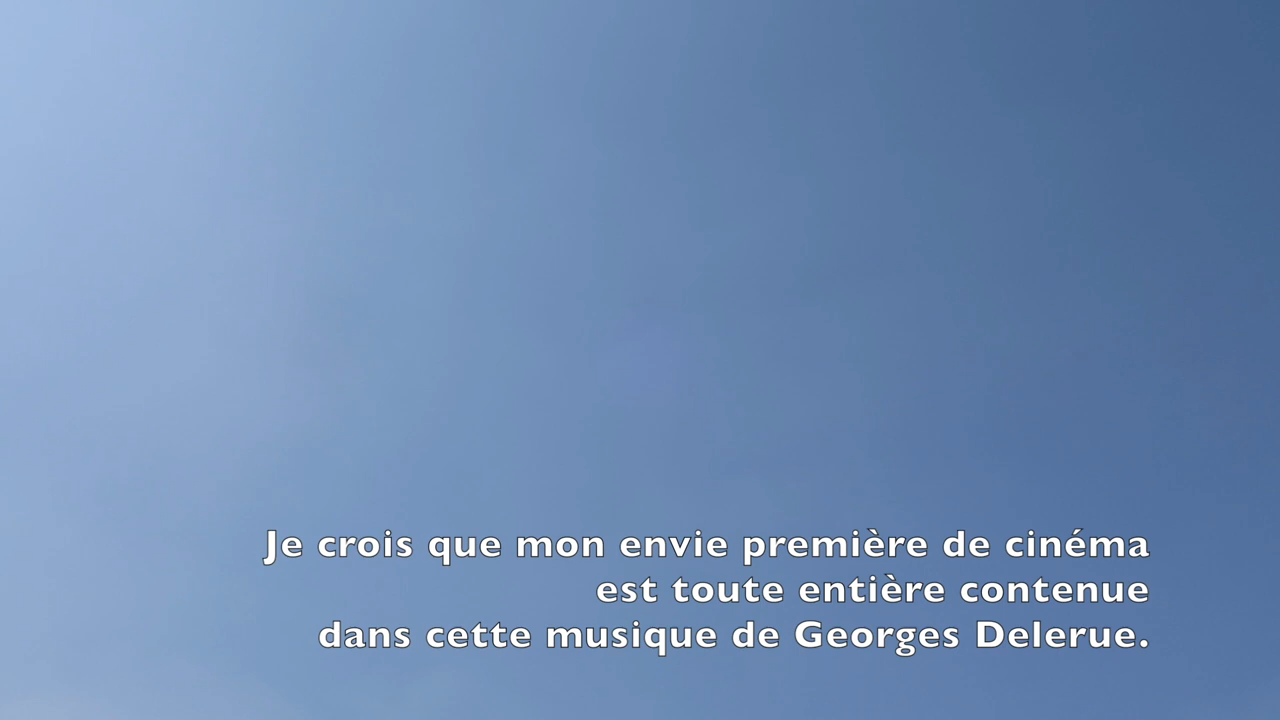 Je crois que mon envie première de cinéma
est toute entière contenue
dans cette musique de Georges Delerue.